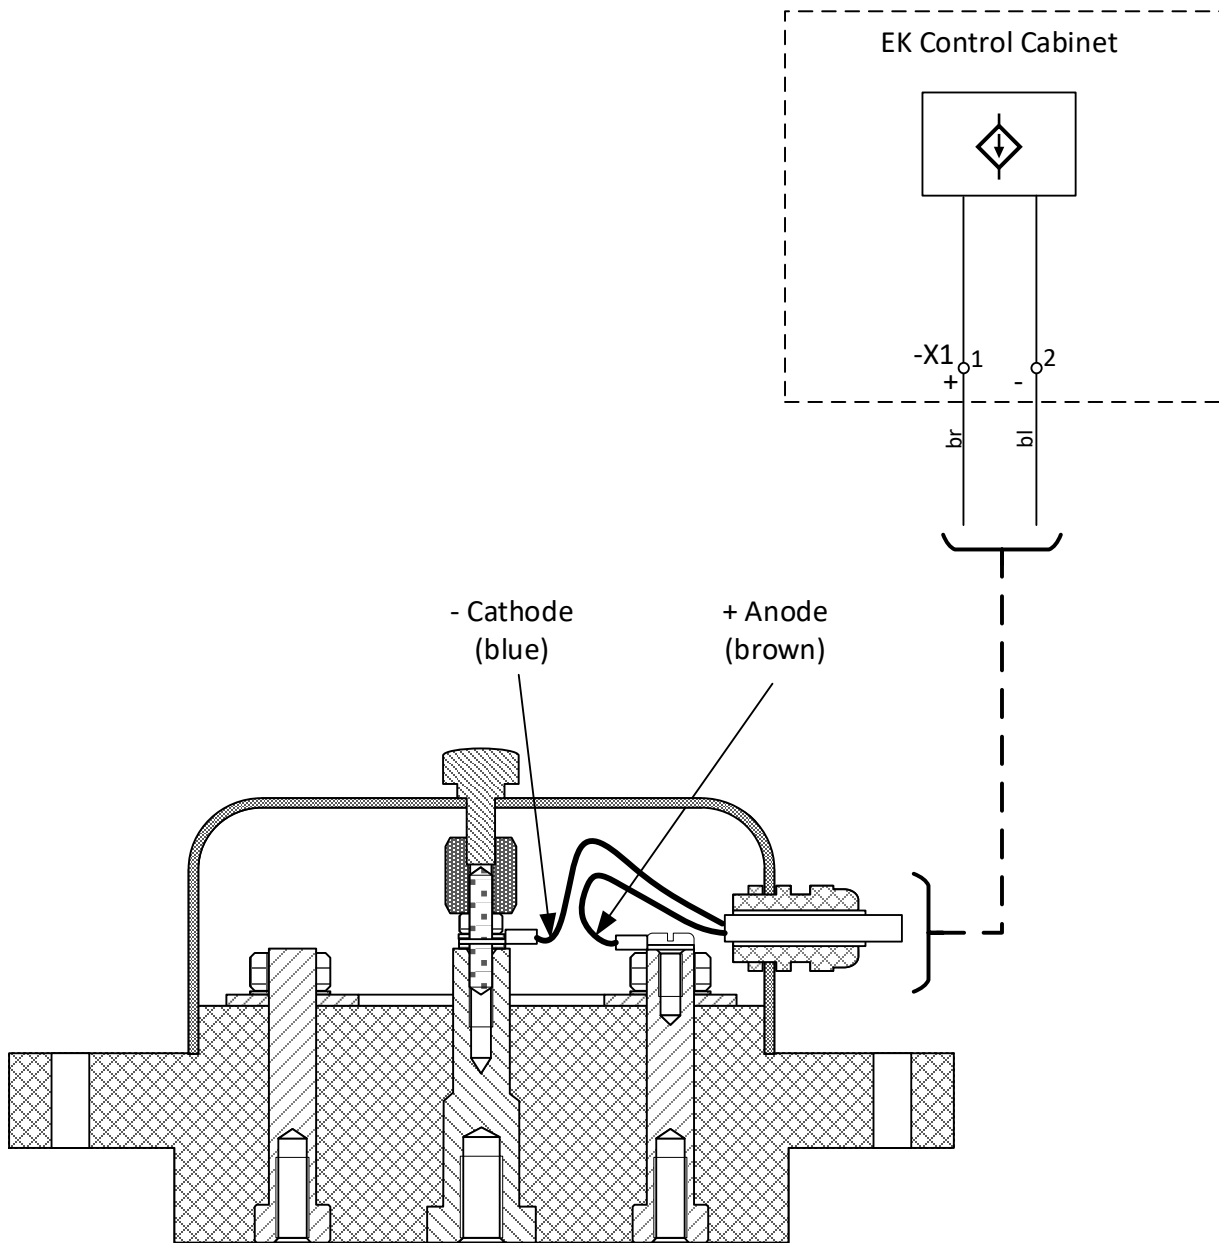 EK Control Cabinet
-X1 1 2
+ -
br bl
- Cathode
(blue)
+ Anode
(brown)